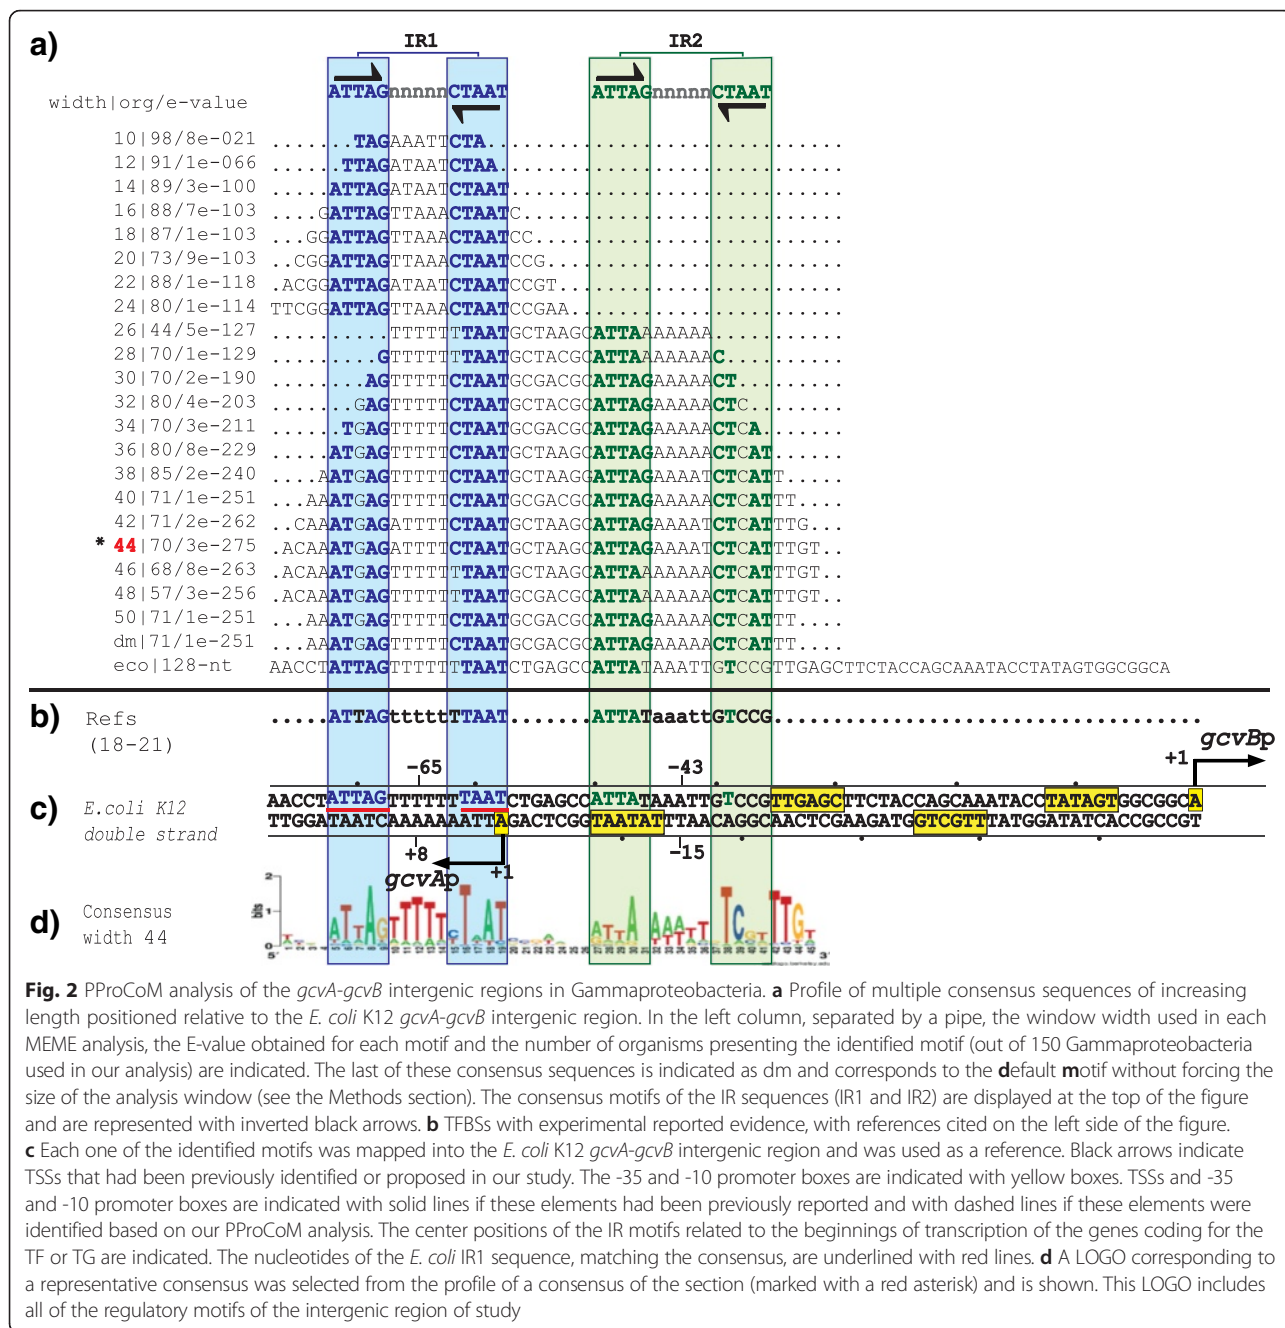 a)
IR1 IR2
ATTAGnnnnnCTAAT ATTAGnnnnnCTAAT
width|org/e-value
10|98/8e-021 .......TAGAAATTCTA............................
12|91/1e-066 ......TTAGATAATCTAA...........................
14|89/3e-100 .....ATTAGATAATCTAAT...........................
16|88/7e-103 ....GATTAGTTAAACTAATC..........................
18|87/1e-103 ...GGATTAGTTAAACTAATCC.........................
20|73/9e-103 ..CGGATTAGTTAAACTAATCCG........................
22|88/1e-118 .ACGGATTAGATAATCTAATCCGT.......................
24|80/1e-114 TTCGGATTAGTTAAACTAATCCGAA......................
26|44/5e-127 ..........TTTTTTTAATGCTAAGCATTAAAAAAA...........
28|70/1e-129 .........GTTTTTTTAATGCTACGCATTAAAAAAAC..........
30|70/2e-190 ........AGTTTTTCTAATGCGACGCATTAGAAAAACT.........
32|80/4e-203 .......GAGTTTTTCTAATGCTACGCATTAGAAAAACTC........
34|70/3e-211 ......TGAGTTTTTCTAATGCGACGCATTAGAAAAACTCA.......
36|80/8e-229 .....ATGAGTTTTTCTAATGCTAAGCATTAGAAAAACTCAT......
38|85/2e-240 ....AATGAGTTTTTCTAATGCTAAGGATTAGAAAATCTCATT.....
40|71/1e-251 ...AAATGAGTTTTTCTAATGCGACGCATTAGAAAAACTCATTT....
42|71/2e-262 ..CAAATGAGATTTTCTAATGCTAAGCATTAGAAAATCTCATTTG...
* 44|70/3e-275 .ACAAATGAGATTTTCTAATGCTAAGCATTAGAAAATCTCATTTGT..
46|68/8e-263 .ACAAATGAGTTTTTTTAATGCTAAGCATTAAAAAAACTCATTTGT..
48|57/3e-256 .ACAAATGAGTTTTTTTAATGCGACGCATTAAAAAAACTCATTTGT..
50|71/1e-251 ...AAATGAGTTTTTCTAATGCGACGCATTAGAAAAACTCATTT....
dm|71/1e-251 ...AAATGAGTTTTTCTAATGCGACGCATTAGAAAAACTCATTT....
eco|128-nt AACCTATTAGTTTTTTTAATCTGAGCCATTATAAATTGTCCGTTGAGCTTCTACCAGCAAATACCTATAGTGGCGGCA
b) Refs .....ATTAGtttttTTAAT.......ATTATaaattGTCCG....................................
(18-21)
gcvBp
+1
-65 -43
c) E.coli K12
double strand
AACCTATTAGTTTTTTTAATCTGAGCCATTATAAATTGTCCGTTGAGCTTCTACCAGCAAATACCTATAGTGGCGGCA
TTGGATAATCAAAAAAATTAGACTCGGTAATATTTAACAGGCAACTCGAAGATGGTCGTTTATGGATATCACCGCCGT
+8 -15
gcvAp +1
d) Consensus
width 44
bits
2
1
0
5' 3'
Fig. 2 PProCoM analysis of the gcvA-gcvB intergenic regions in Gammaproteobacteria. a Profile of multiple consensus sequences of increasing
length positioned relative to the E. coli K12 gcvA-gcvB intergenic region. In the left column, separated by a pipe, the window width used in each
MEME analysis, the E-value obtained for each motif and the number of organisms presenting the identified motif (out of 150 Gammaproteobacteria
used in our analysis) are indicated. The last of these consensus sequences is indicated as dm and corresponds to the default motif without forcing the
size of the analysis window (see the Methods section). The consensus motifs of the IR sequences (IR1 and IR2) are displayed at the top of the figure
and are represented with inverted black arrows. b TFBSs with experimental reported evidence, with references cited on the left side of the figure.
c Each one of the identified motifs was mapped into the E. coli K12 gcvA-gcvB intergenic region and was used as a reference. Black arrows indicate
TSSs that had been previously identified or proposed in our study. The -35 and -10 promoter boxes are indicated with yellow boxes. TSSs and -35
and -10 promoter boxes are indicated with solid lines if these elements had been previously reported and with dashed lines if these elements were
identified based on our PProCoM analysis. The center positions of the IR motifs related to the beginnings of transcription of the genes coding for the
TF or TG are indicated. The nucleotides of the E. coli IR1 sequence, matching the consensus, are underlined with red lines. d A LOGO corresponding to
a representative consensus was selected from the profile of a consensus of the section (marked with a red asterisk) and is shown. This LOGO includes
all of the regulatory motifs of the intergenic region of study